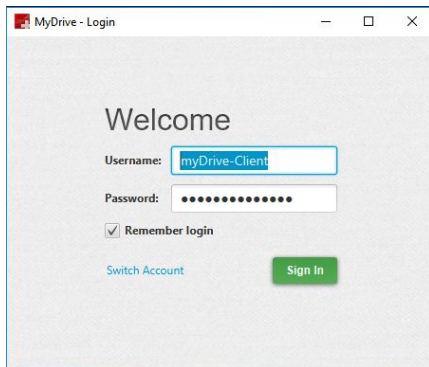 MyDrive - Login
Welcome
Username: myDrive-Client
Password: ••••••••••••••
Remember login
Switch Account Sign In